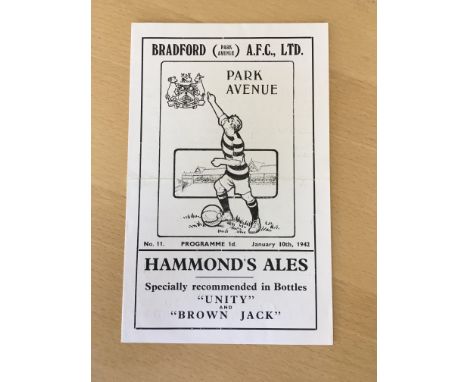 BRADFORD (PARK AVENUE) A.F.C., LTD.
PARK
AVENUE
No. 11. PROGRAMME 1d. January 10th, 1942
HAMMOND'S ALES
Specially recommended in Bottles
"UNITY"
AND
"BROWN JACK"